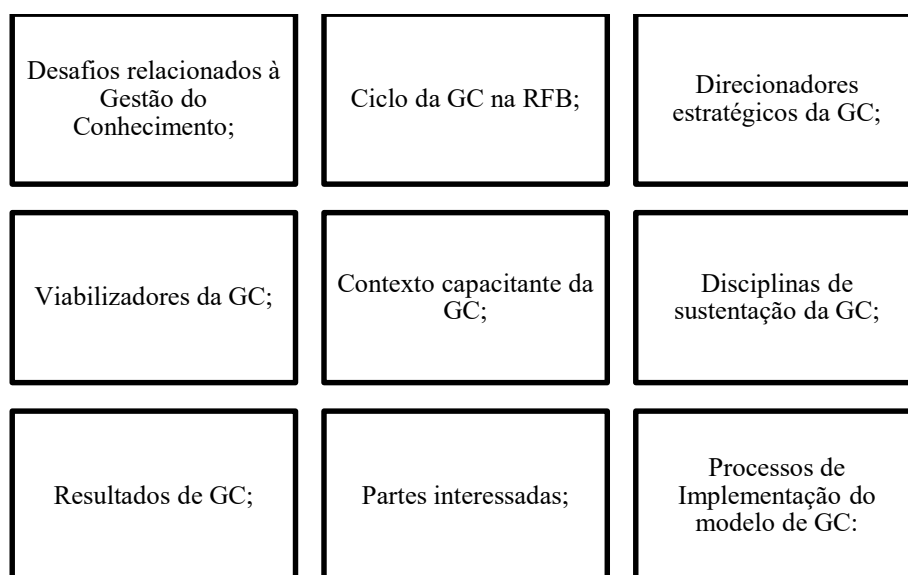 Desafios relacionados à
Gestão do
Conhecimento;
Ciclo da GC na RFB;
Direcionadores
estratégicos da GC;
Viabilizadores da GC;
Contexto capacitante da
GC;
Disciplinas de
sustentação da GC;
Resultados de GC;
Partes interessadas;
Processos de
Implementação do
modelo de GC: